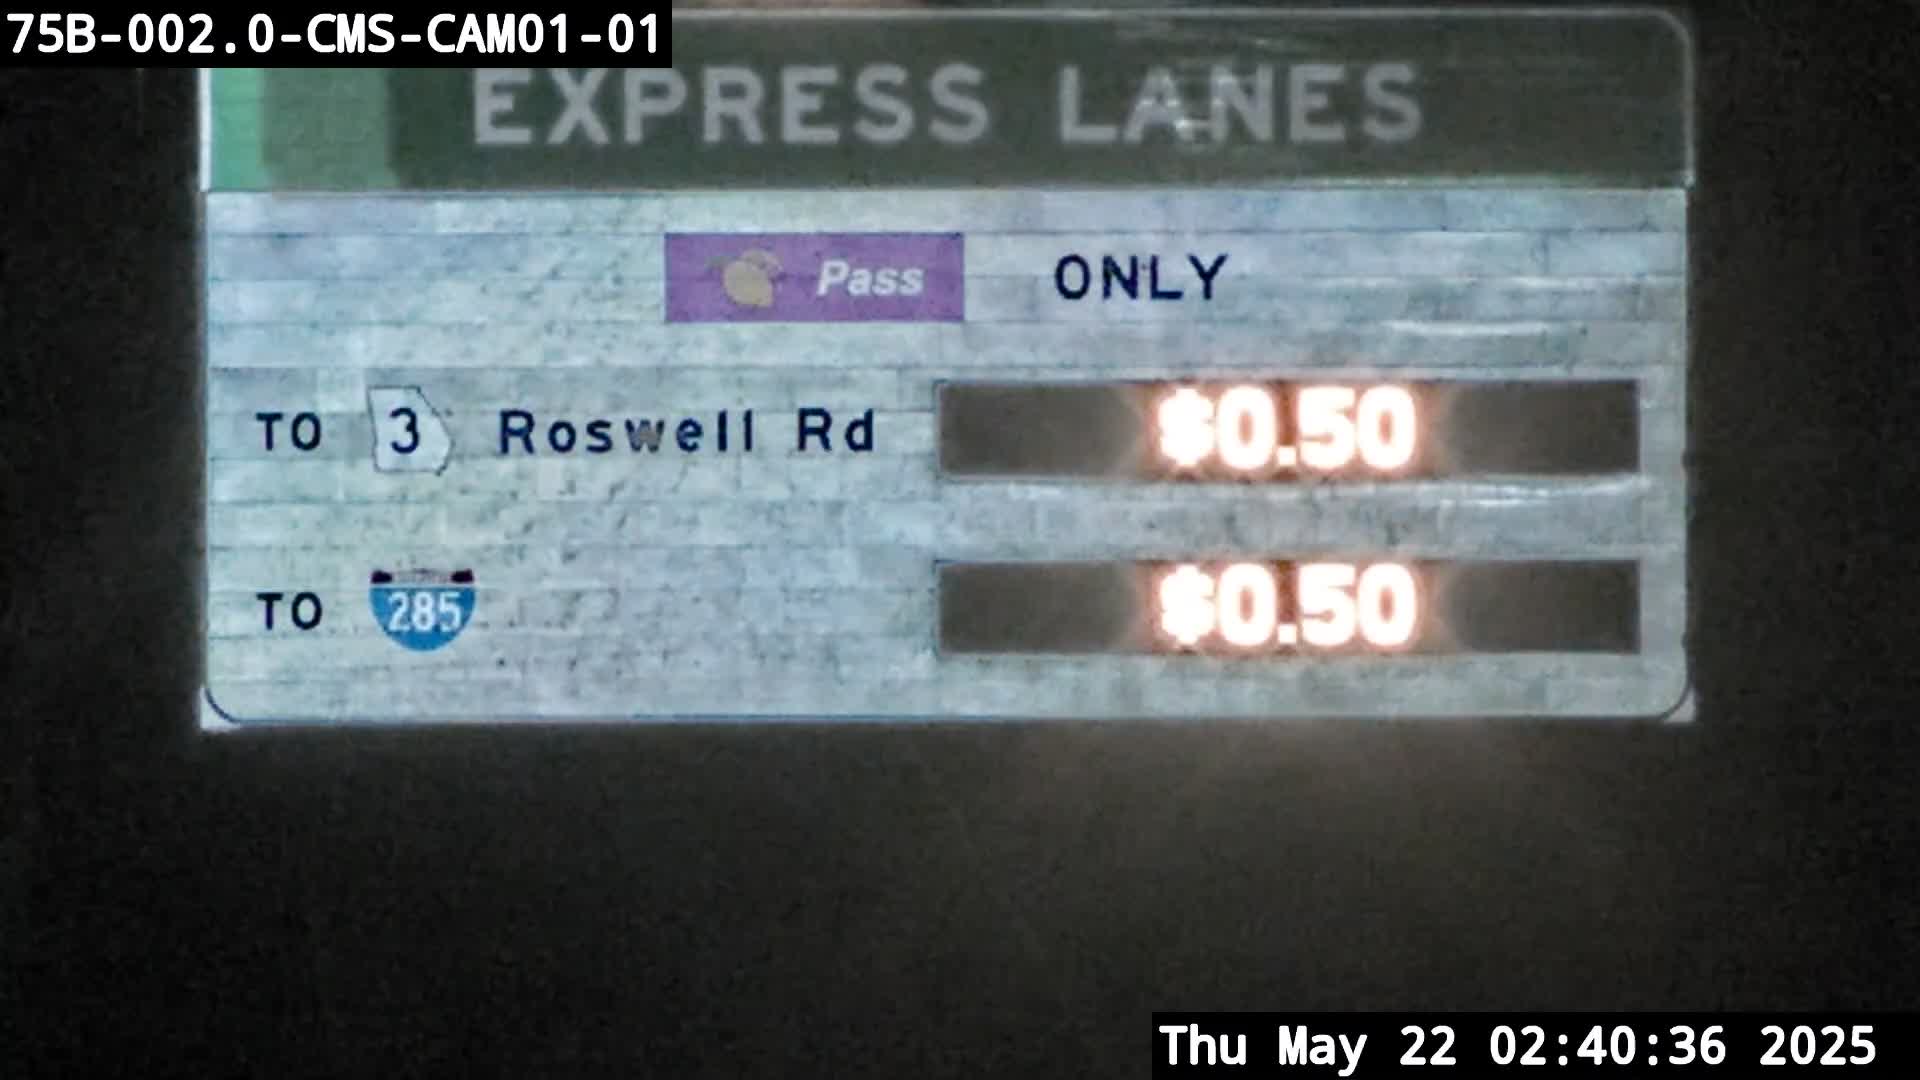 75B-002.0-CMS-CAM01-01
EXPRESS LANES
Pass ONLY
TO 3 Roswell Rd $0.50
TO 285 $0.50
Thu May 22 02:40:36 2025